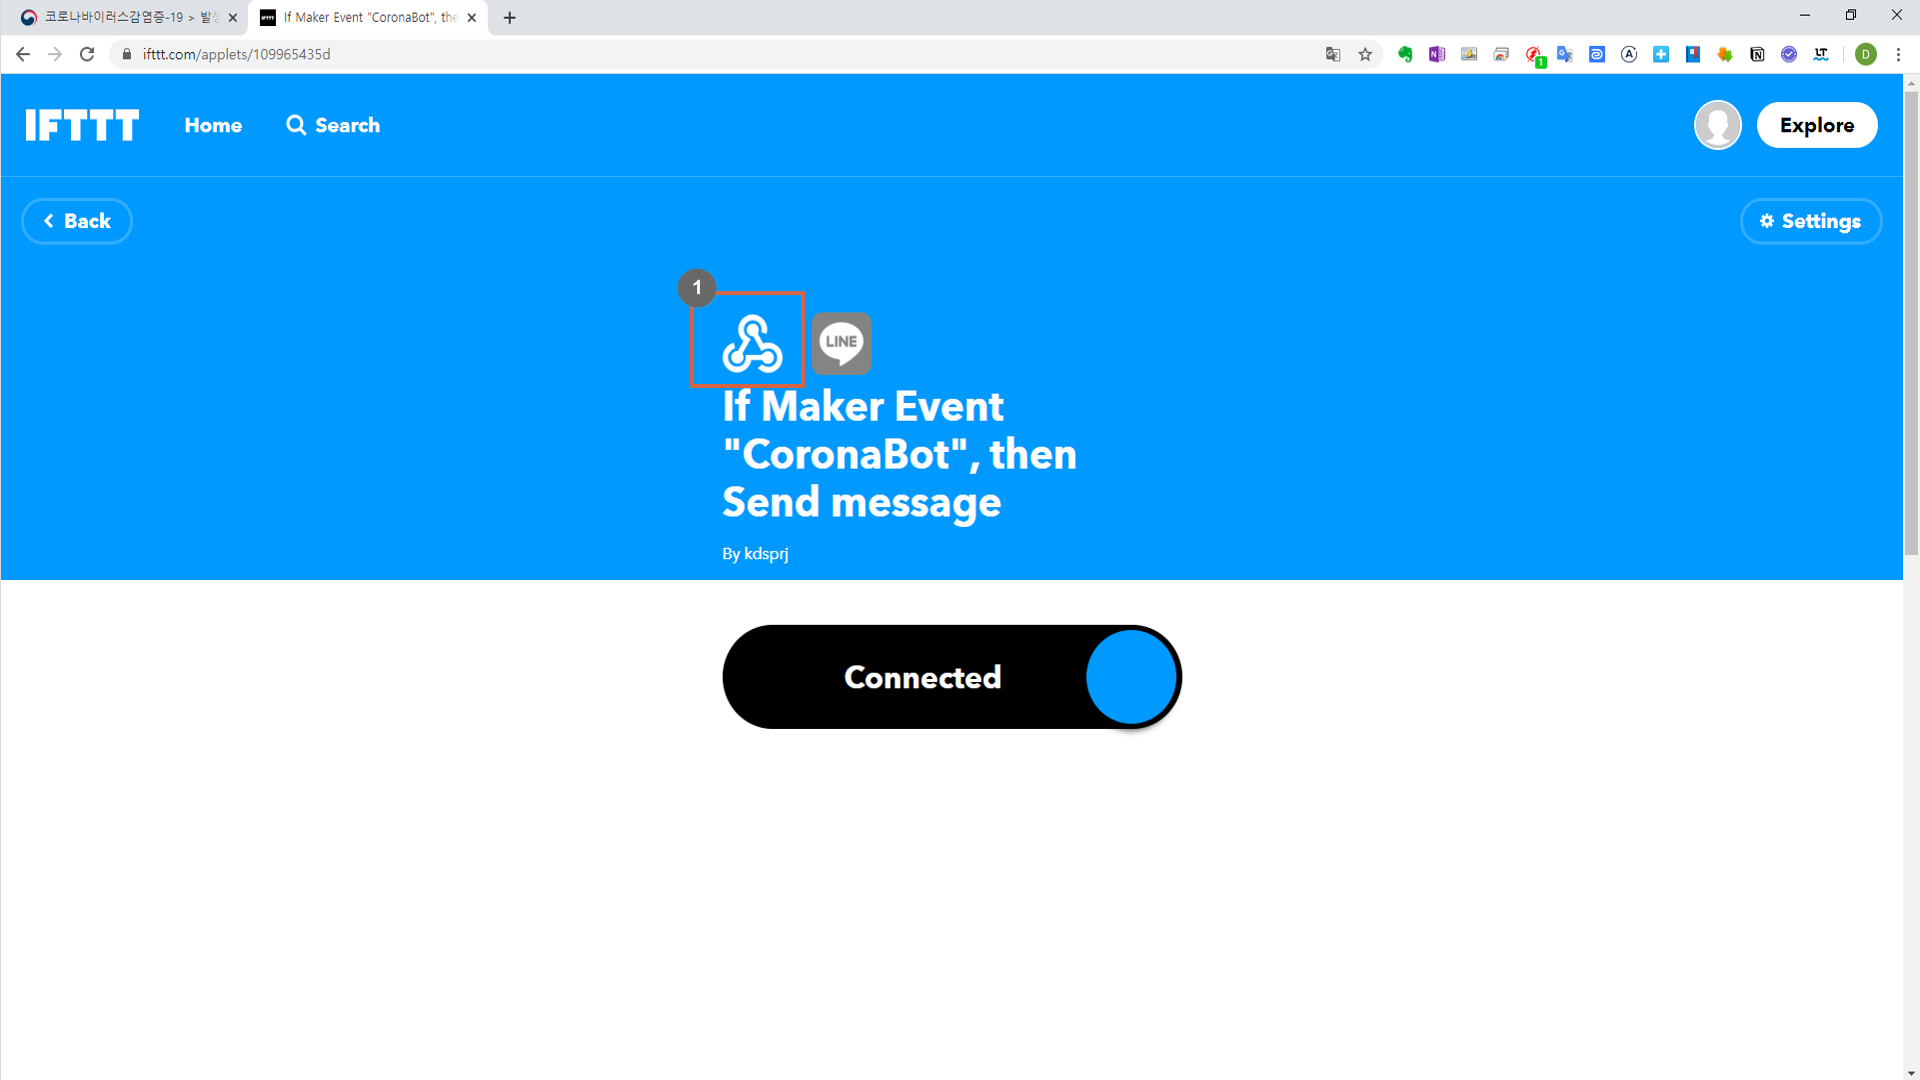 코로나바이러스감염증-19 > 발생
If Maker Event "CoronaBot", the
ifttt.com/applets/109965435d
1
N
A
N
LT
D
IFTTT
Home
Search
Explore
Back
Settings
1
LINE
If Maker Event
"CoronaBot", then
Send message
By kdsprj
Connected